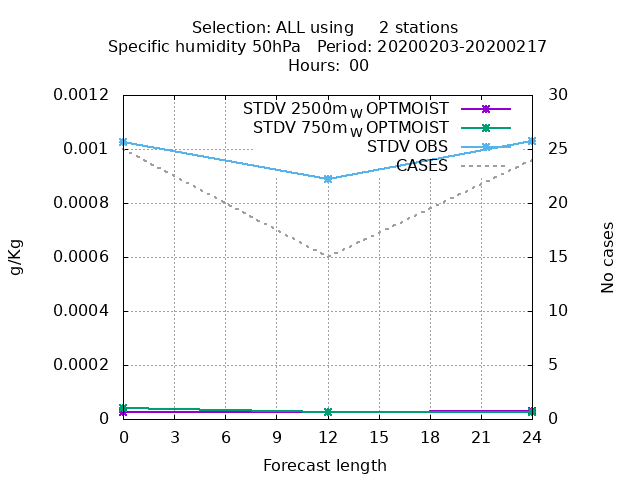 Selection: ALL using 2 stations
Specific humidity 50hPa Period: 20200203-20200217
Hours: 00
0.0012 30
STDV 2500m_W OPTMOIST
STDV 750m_W OPTMOIST
0.001 STDV OBS 25
CASES
0.0008 20
0.0006 15
0.0004 10
0.0002 5
0 0
g/Kg
No cases
0 3 6 9 12 15 18 21 24
Forecast length